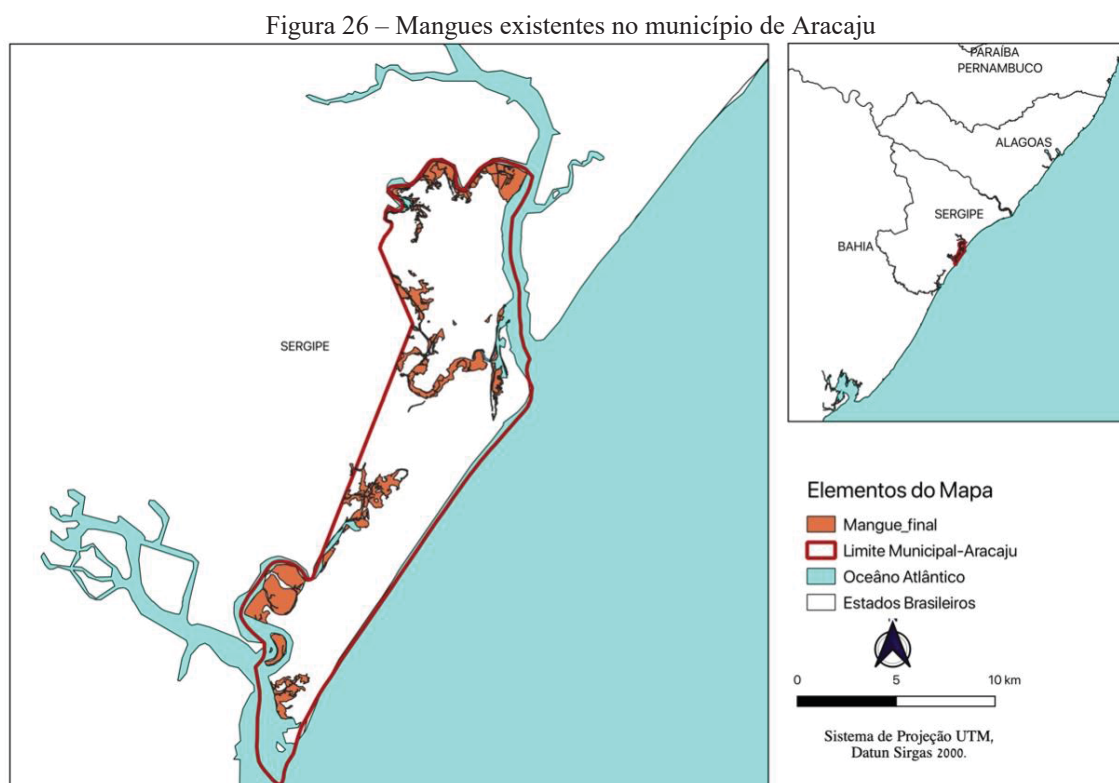 Figura 26 – Mangues existentes no município de Aracaju
SERGIPE
PARAÍBA
PERNAMBUCO
ALAGOAS
SERGIPE
BAHIA
Elementos do Mapa
Mangue_final
Limite Municipal-Aracaju
Oceâno Atlântico
Estados Brasileiros
0 5 10 km
Sistema de Projeção UTM,
Datun Sirgas 2000.